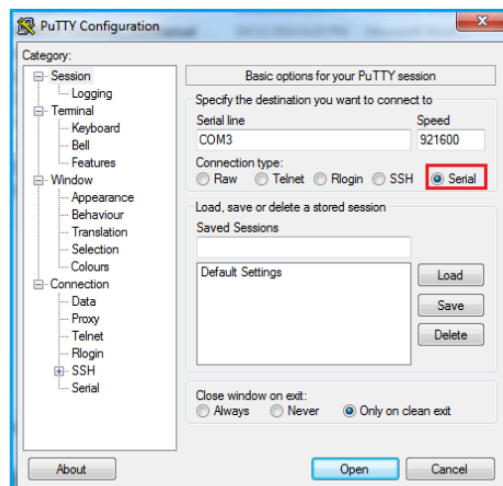 PuTTY Configuration
Category:
Session
Logging
Terminal
Keyboard
Bell
Features
Window
Appearance
Behaviour
Translation
Selection
Colours
Connection
Data
Proxy
Telnet
Rlogin
SSH
Serial
Basic options for your PuTTY session
Specify the destination you want to connect to
Serial line Speed
COM3 921600
Connection type:
Raw Telnet Rlogin SSH Serial
Load, save or delete a stored session
Saved Sessions
Default Settings
Load
Save
Delete
Close window on exit:
Always Never Only on clean exit
About Open Cancel